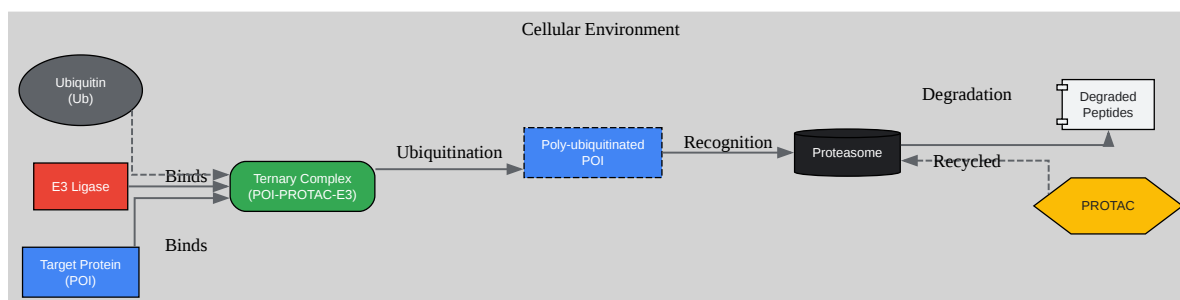 Cellular Environment
Ubiquitin
(Ub)
Degradation
Degraded
Peptides
Ubiquitination
Poly-ubiquitinated
POI
Recognition
Proteasome
Recycled
E3 Ligase
Binds
Ternary Complex
(POI-PROTAC-E3)
PROTAC
Binds
Target Protein
(POI)